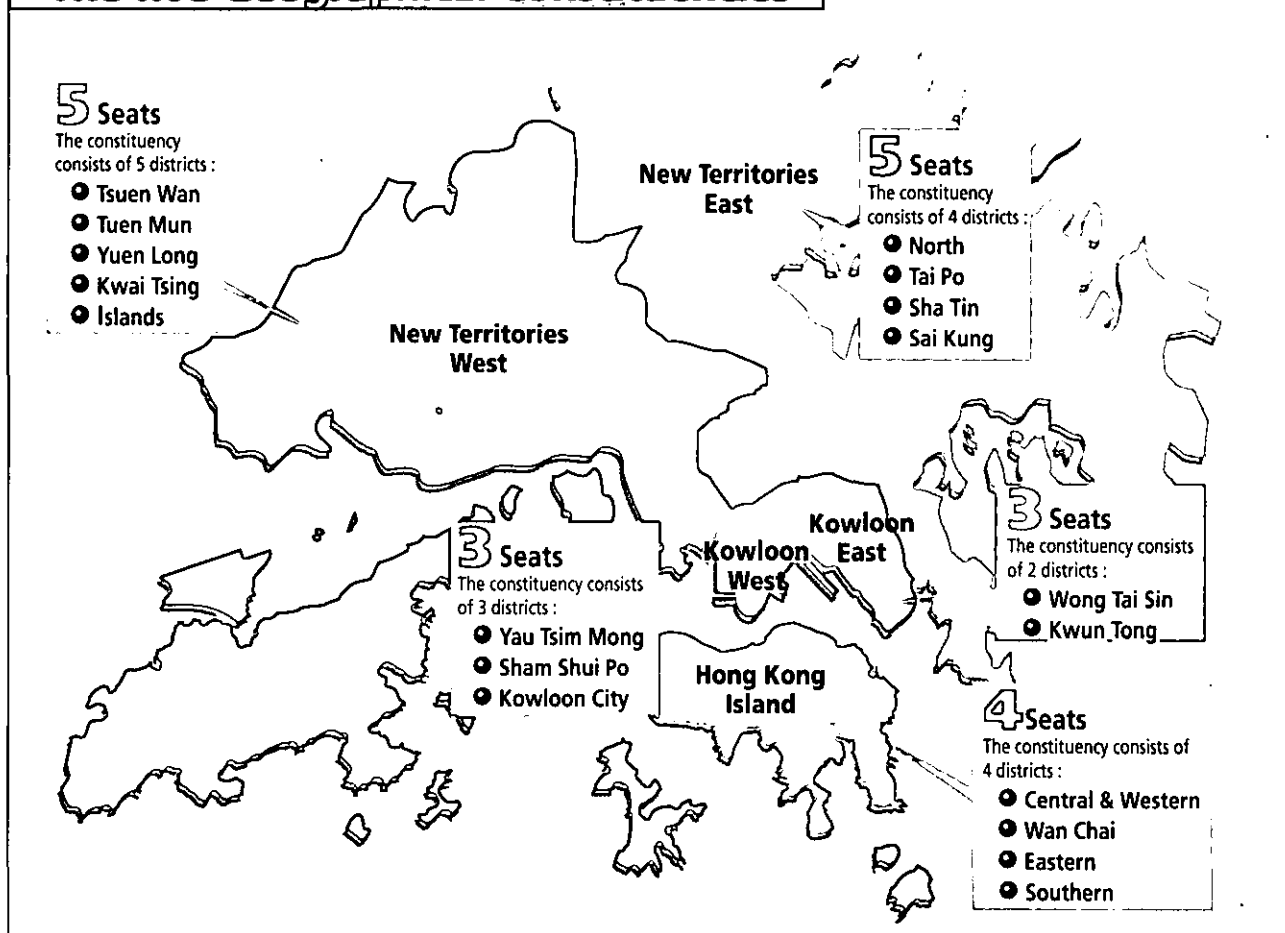 5 Seats
The constituency
consists of 5 districts :
Tsuen Wan
Tuen Mun
Yuen Long
Kwai Tsing
Islands
New Territories
West
New Territories
East
5 Seats
The constituency
consists of 4 districts :
North
Tai Po
Sha Tin
Sai Kung
3 Seats
The constituency consists
of 3 districts :
Yau Tsim Mong
Sham Shui Po
Kowloon City
Kowloon
West
Kowloon
East
3 Seats
The constituency consists
of 2 districts :
Wong Tai Sin
Kwun Tong
Hong Kong
Island
4 Seats
The constituency consists of
4 districts :
Central & Western
Wan Chai
Eastern
Southern